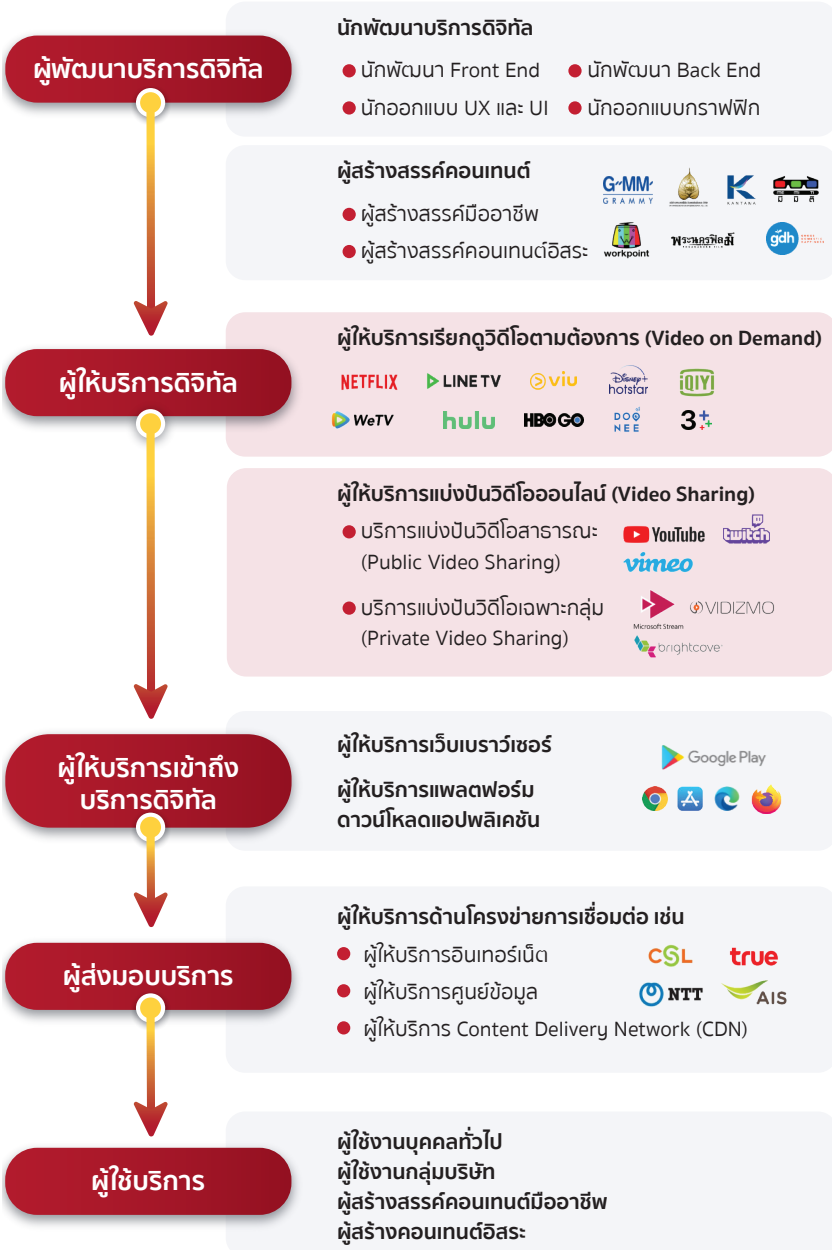 ผู้พัฒนาบริการดิจิทัล
นักพัฒนาบริการดิจิทัล
นักพัฒนา Front End
นักพัฒนา Back End
นักออกแบบ UX และ UI
นักออกแบบกราฟฟิก
ผู้สร้างสรรค์คอนเทนต์
ผู้สร้างสรรค์มืออาชีพ
ผู้สร้างสรรค์คอนเทนต์อิสระ
G"MM'
GRAMMY
K
KANTANA
workpoint
พระนครฟิลม์
gdh
ผู้ให้บริการดิจิทัล
ผู้ให้บริการเรียกดูวิดีโอตามต้องการ (Video on Demand)
NETFLIX
LINE TV
viu
Disney+
hotstar
iQIYI
WeTV
hulu
HBO GO
DOO
NEE
3+
ผู้ให้บริการแบ่งปันวิดีโอออนไลน์ (Video Sharing)
บริการแบ่งปันวิดีโอสาธารณะ
(Public Video Sharing)
YouTube
twitch
vimeo
บริการแบ่งปันวิดีโอเฉพาะกลุ่ม
(Private Video Sharing)
Microsoft Stream
VIDIZMO
brightcove
ผู้ให้บริการเข้าถึง
บริการดิจิทัล
ผู้ให้บริการเว็บเบราว์เซอร์
ผู้ให้บริการแพลตฟอร์ม
ดาวน์โหลดแอปพลิเคชัน
Google Play
ผู้ส่งมอบบริการ
ผู้ให้บริการด้านโครงข่ายการเชื่อมต่อ เช่น
ผู้ให้บริการอินเทอร์เน็ต
ผู้ให้บริการศูนย์ข้อมูล
ผู้ให้บริการ Content Delivery Network (CDN)
CSL
true
NTT
AIS
ผู้ใช้บริการ
ผู้ใช้งานบุคคลทั่วไป
ผู้ใช้งานกลุ่มบริษัท
ผู้สร้างสรรค์คอนเทนต์มืออาชีพ
ผู้สร้างคอนเทนต์อิสระ